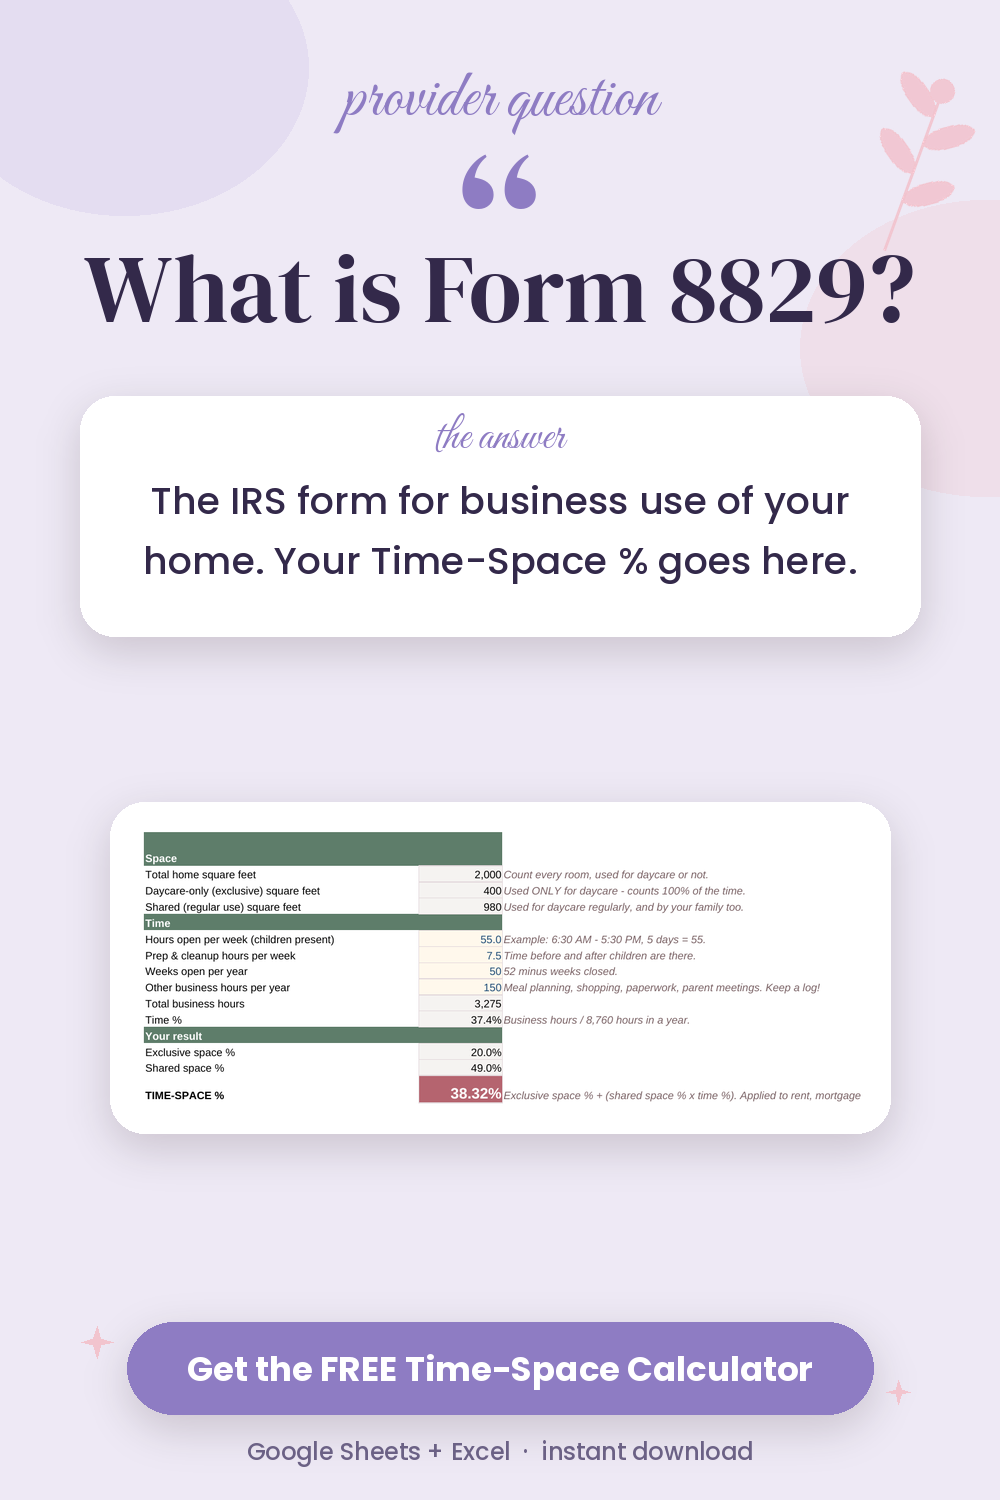 provider question
“
What is Form 8829?
the answer
The IRS form for business use of your
home. Your Time-Space % goes here.
Space
Total home square feet 2,000 Count every room, used for daycare or not.
Daycare-only (exclusive) square feet 400 Used ONLY for daycare - counts 100% of the time.
Shared (regular use) square feet 980 Used for daycare regularly, and by your family too.
Time
Hours open per week (children present) 55.0 Example: 6:30 AM - 5:30 PM, 5 days = 55.
Prep & cleanup hours per week 7.5 Time before and after children are there.
Weeks open per year 50 52 minus weeks closed.
Other business hours per year 150 Meal planning, shopping, paperwork, parent meetings. Keep a log!
Total business hours 3,275
Time % 37.4% Business hours / 8,760 hours in a year.
Your result
Exclusive space % 20.0%
Shared space % 49.0%
TIME-SPACE % 38.32% Exclusive space % + (shared space % x time %). Applied to rent, mortgage
Get the FREE Time-Space Calculator
Google Sheets + Excel · instant download